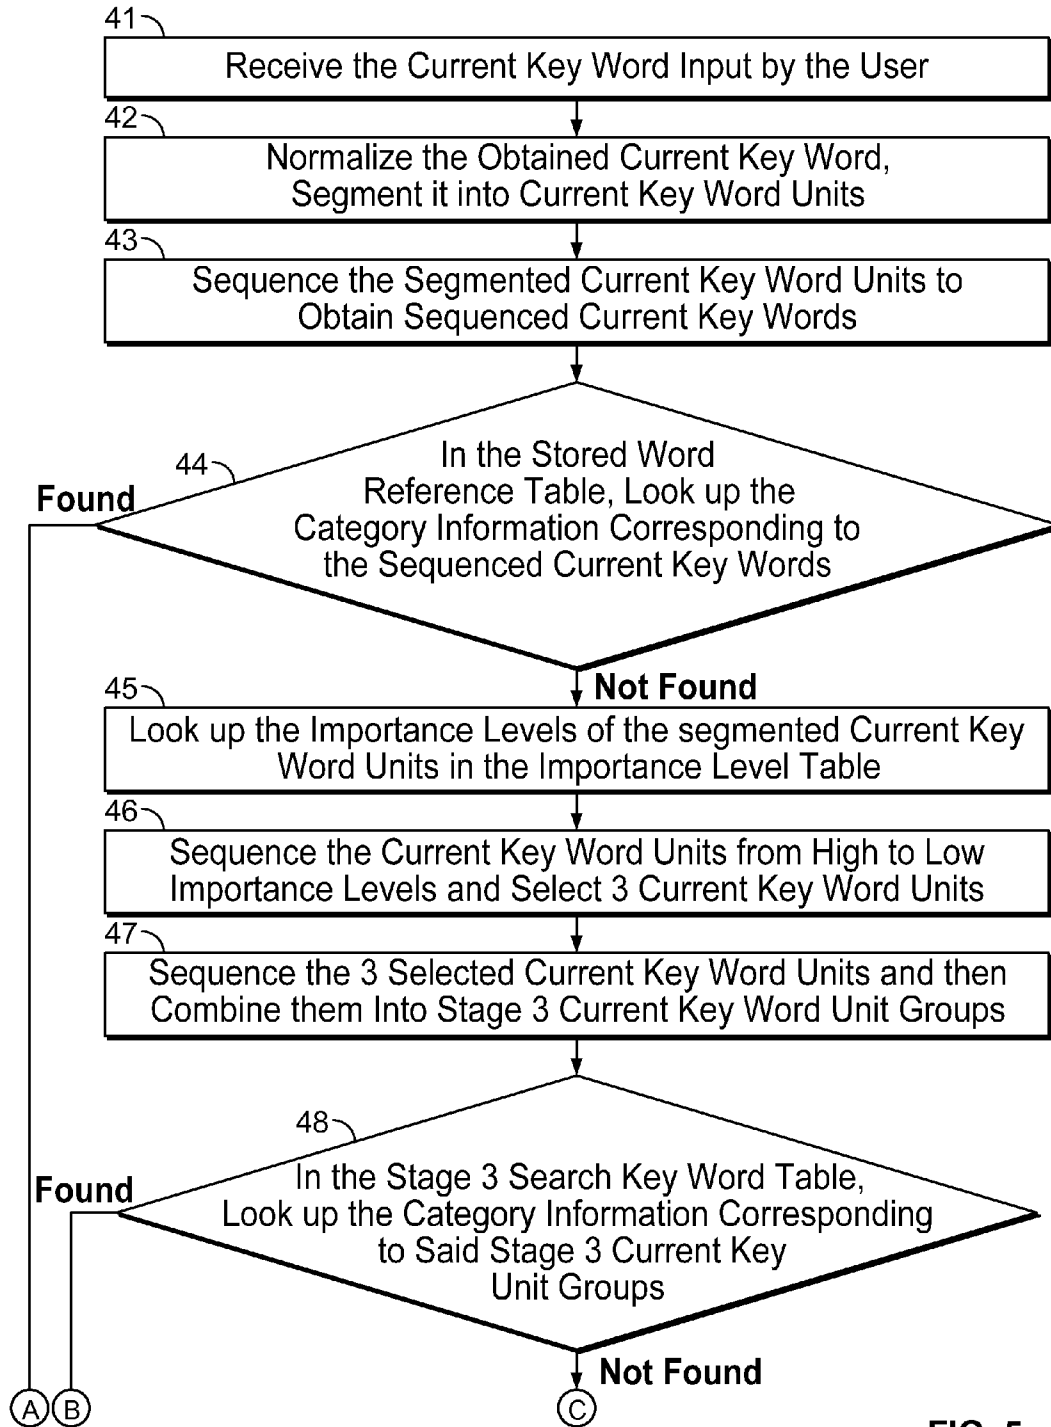 41
Receive the Current Key Word Input by the User
42
Normalize the Obtained Current Key Word,
Segment it into Current Key Word Units
43
Sequence the Segmented Current Key Word Units to
Obtain Sequenced Current Key Words
44
In the Stored Word
Reference Table, Look up the
Category Information Corresponding to
the Sequenced Current Key Words
Found
Not Found
45
Look up the Importance Levels of the segmented Current Key
Word Units in the Importance Level Table
46
Sequence the Current Key Word Units from High to Low
Importance Levels and Select 3 Current Key Word Units
47
Sequence the 3 Selected Current Key Word Units and then
Combine them Into Stage 3 Current Key Word Unit Groups
48
In the Stage 3 Search Key Word Table,
Look up the Category Information Corresponding
to Said Stage 3 Current Key
Unit Groups
Found
Not Found
A B C
FIG. 5